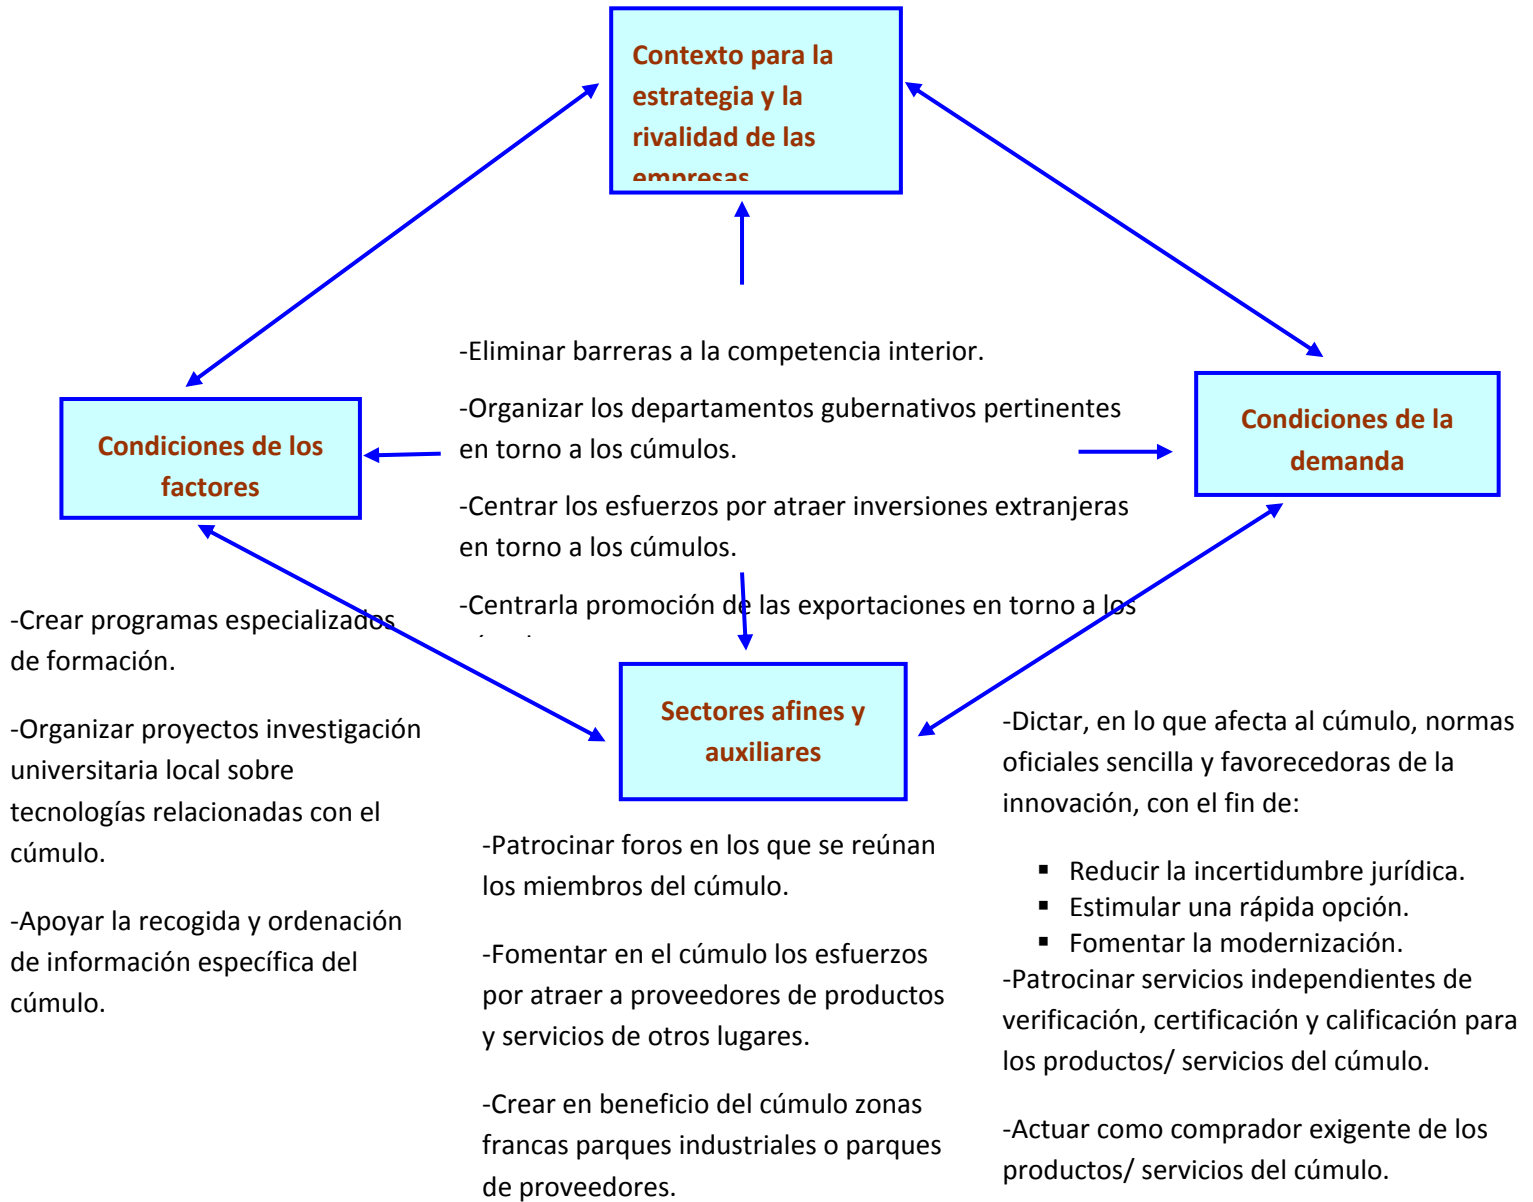 Contexto para la
estrategia y la
rivalidad de las
empresas
-Eliminar barreras a la competencia interior.
-Organizar los departamentos gubernativos pertinentes
en torno a los cúmulos.
-Centrar los esfuerzos por atraer inversiones extranjeras
en torno a los cúmulos.
-Centrarla promoción de las exportaciones en torno a los
Condiciones de los
factores
Condiciones de la
demanda
-Crear programas especializados
de formación.
-Organizar proyectos investigación
universitaria local sobre
tecnologías relacionadas con el
cúmulo.
-Apoyar la recogida y ordenación
de información específica del
cúmulo.
Sectores afines y
auxiliares
-Patrocinar foros en los que se reúnan
los miembros del cúmulo.
-Fomentar en el cúmulo los esfuerzos
por atraer a proveedores de productos
y servicios de otros lugares.
-Crear en beneficio del cúmulo zonas
francas parques industriales o parques
de proveedores.
-Dictar, en lo que afecta al cúmulo, normas
oficiales sencilla y favorecedoras de la
innovación, con el fin de:
▪ Reducir la incertidumbre jurídica.
▪ Estimular una rápida opción.
▪ Fomentar la modernización.
-Patrocinar servicios independientes de
verificación, certificación y calificación para
los productos/ servicios del cúmulo.
-Actuar como comprador exigente de los
productos/ servicios del cúmulo.